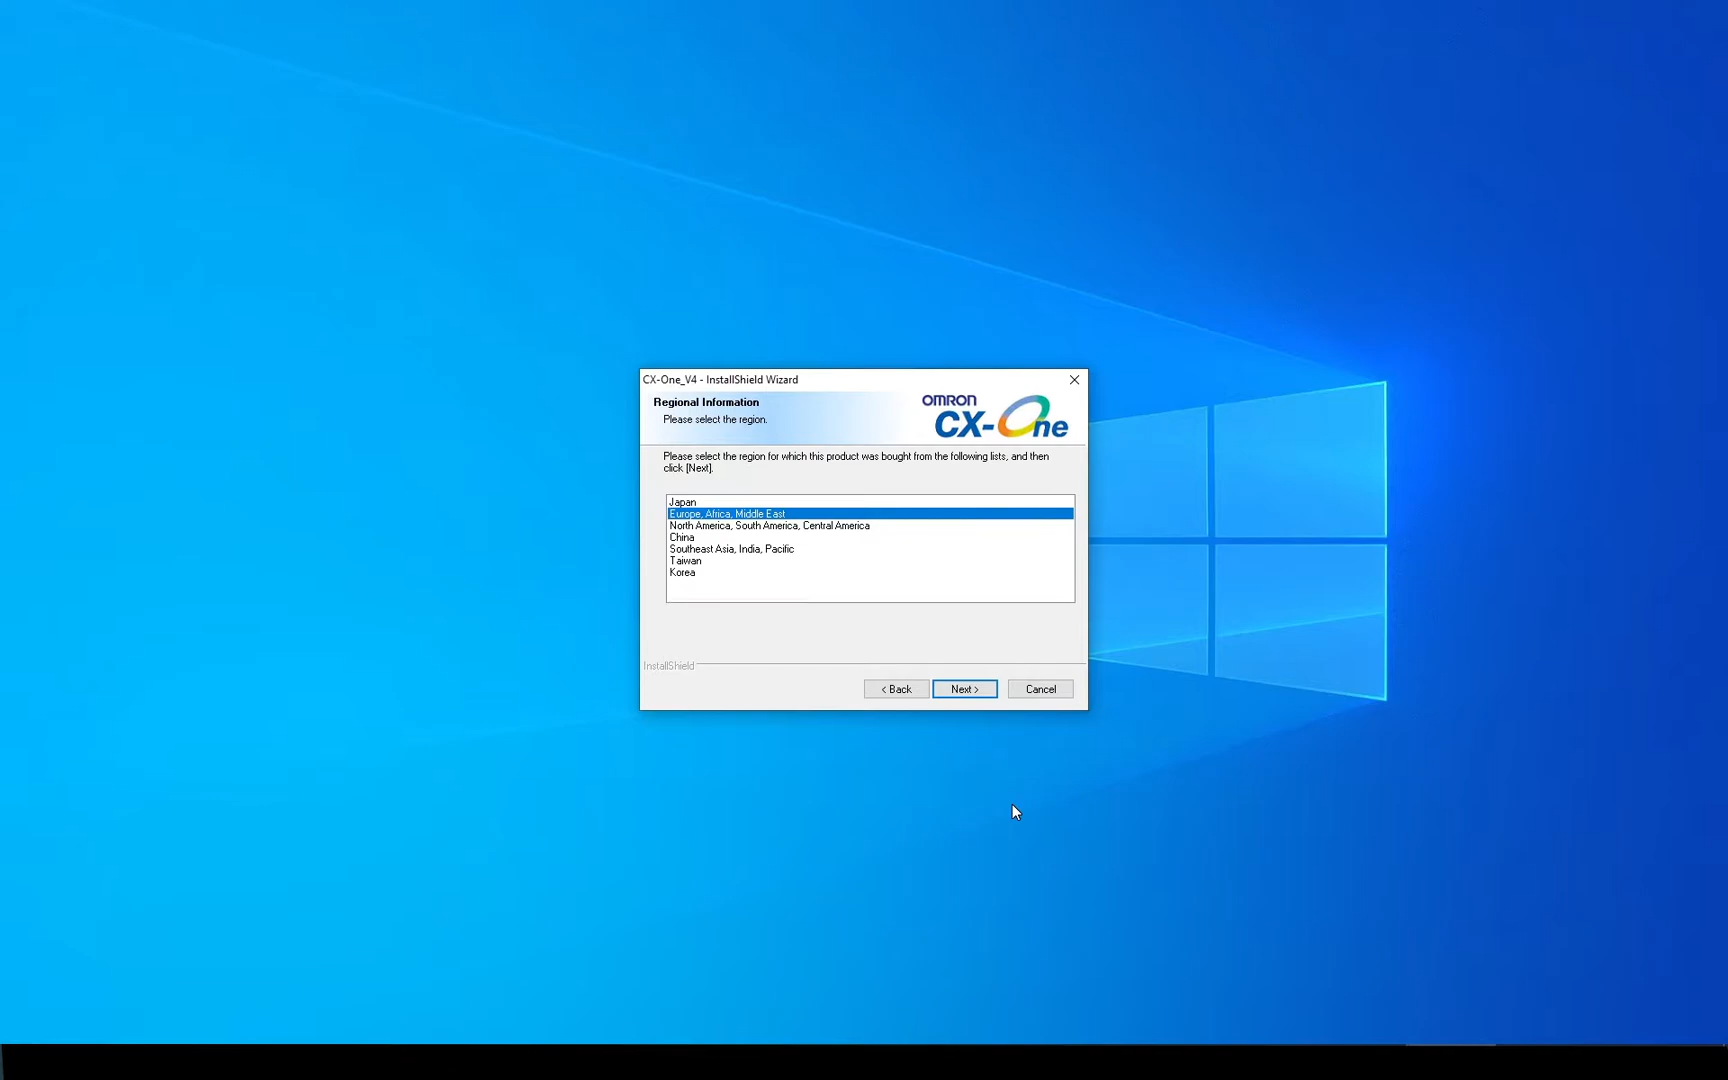 CX-One_V4 - InstallShield Wizard
Regional Information
Please select the region.
OMRON
CX-One
Please select the region for which this product was bought from the following lists, and then
click [Next].
Japan
Europe, Africa, Middle East
North America, South America, Central America
China
Southeast Asia, India, Pacific
Taiwan
Korea
InstallShield
< Back
Next >
Cancel